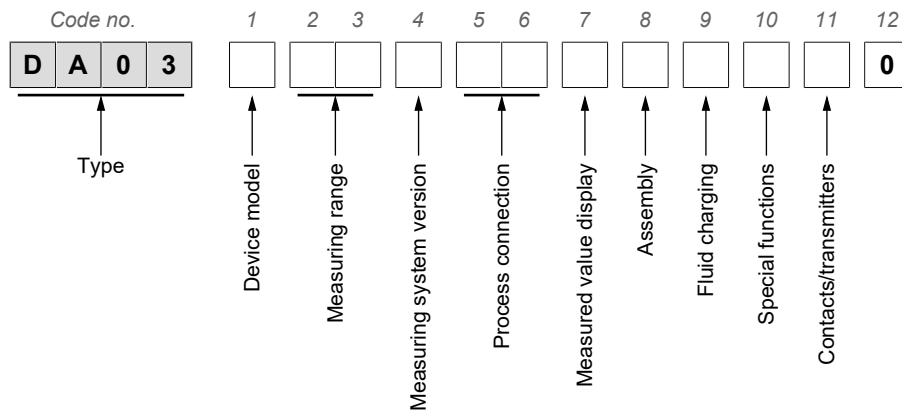 Code no. 1 2 3 4 5 6 7 8 9 10 11 12
D A 0 3 0
Type
Device model
Measuring range
Measuring system version
Process connection
Measured value display
Assembly
Fluid charging
Special functions
Contacts/transmitters